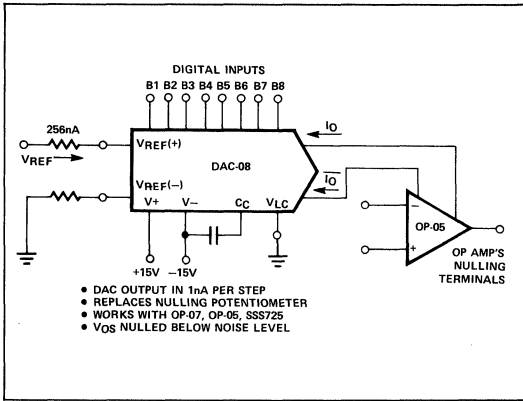 DIGITAL INPUTS
B1 B2 B3 B4 B5 B6 B7 B8
256nA
VREF
VREF(+)
DAC-08
IO
IO
VREF(−)
V+ V− CC VLC
−
OP-05
+
+15V −15V
OP AMP'S
NULLING
TERMINALS
• DAC OUTPUT IN 1nA PER STEP
• REPLACES NULLING POTENTIOMETER
• WORKS WITH OP-07, OP-05, SSS725
• VOS NULLED BELOW NOISE LEVEL